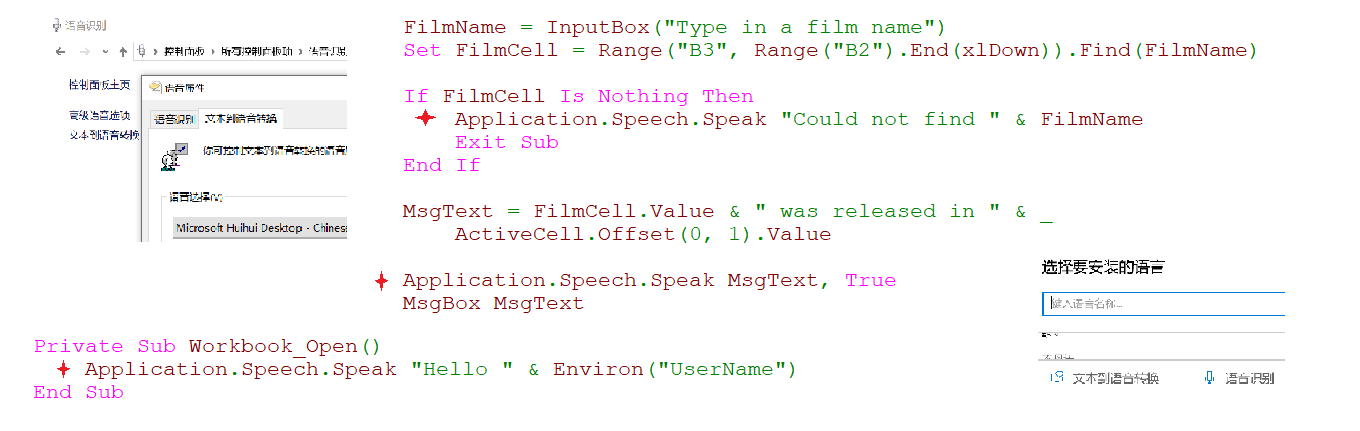 语音识别
控制面板 › 所有控制面板项 › 语音识别
控制面板主页
高级语音选项
文本到语音转换
语音属性
语音识别 文本到语音转换
你可控制文本到语音转换的语音
语音选择(V)
Microsoft Huihui Desktop - Chinese
FilmName = InputBox("Type in a film name")
Set FilmCell = Range("B3", Range("B2").End(xlDown)).Find(FilmName)
If FilmCell Is Nothing Then
Application.Speech.Speak "Could not find " & FilmName
Exit Sub
End If
MsgText = FilmCell.Value & " was released in " & _
ActiveCell.Offset(0, 1).Value
Application.Speech.Speak MsgText, True
MsgBox MsgText
Private Sub Workbook_Open()
Application.Speech.Speak "Hello " & Environ("UserName")
End Sub
选择要安装的语言
键入语言名称...
文本到语音转换 语音识别